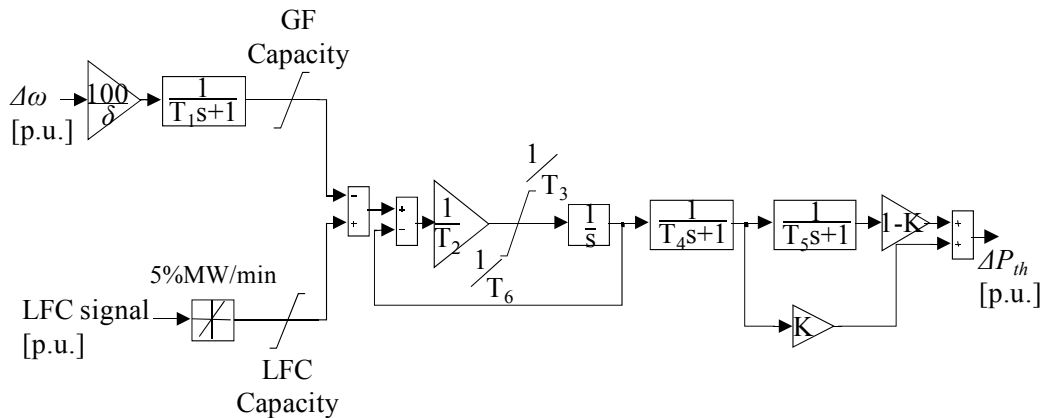 GF
Capacity
Δω
[p.u.]
100
δ
1
T₁s+1
5%MW/min
LFC signal
[p.u.]
LFC
Capacity
-
+
+
-
1
T₂
1
T₃
1
T₆
1
s
1
T₄s+1
1
T₅s+1
1-K
K
+
+
ΔPₜₕ
[p.u.]